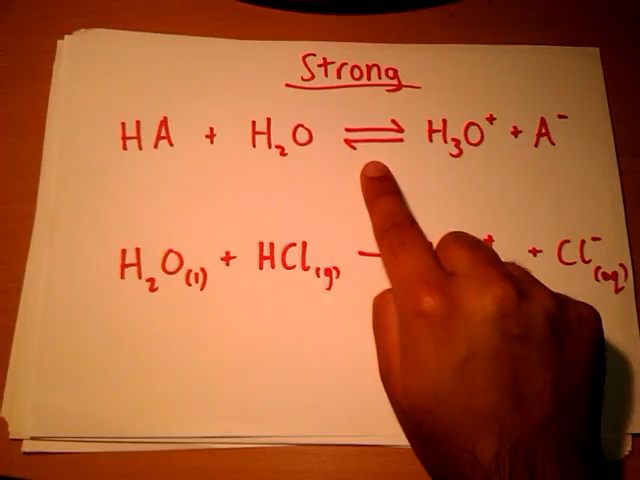 Strong
HA + H₂O ⇌ H₃O⁺ + A⁻
H₂O(l) + HCl(g) — ⁺ + Cl⁻(aq)